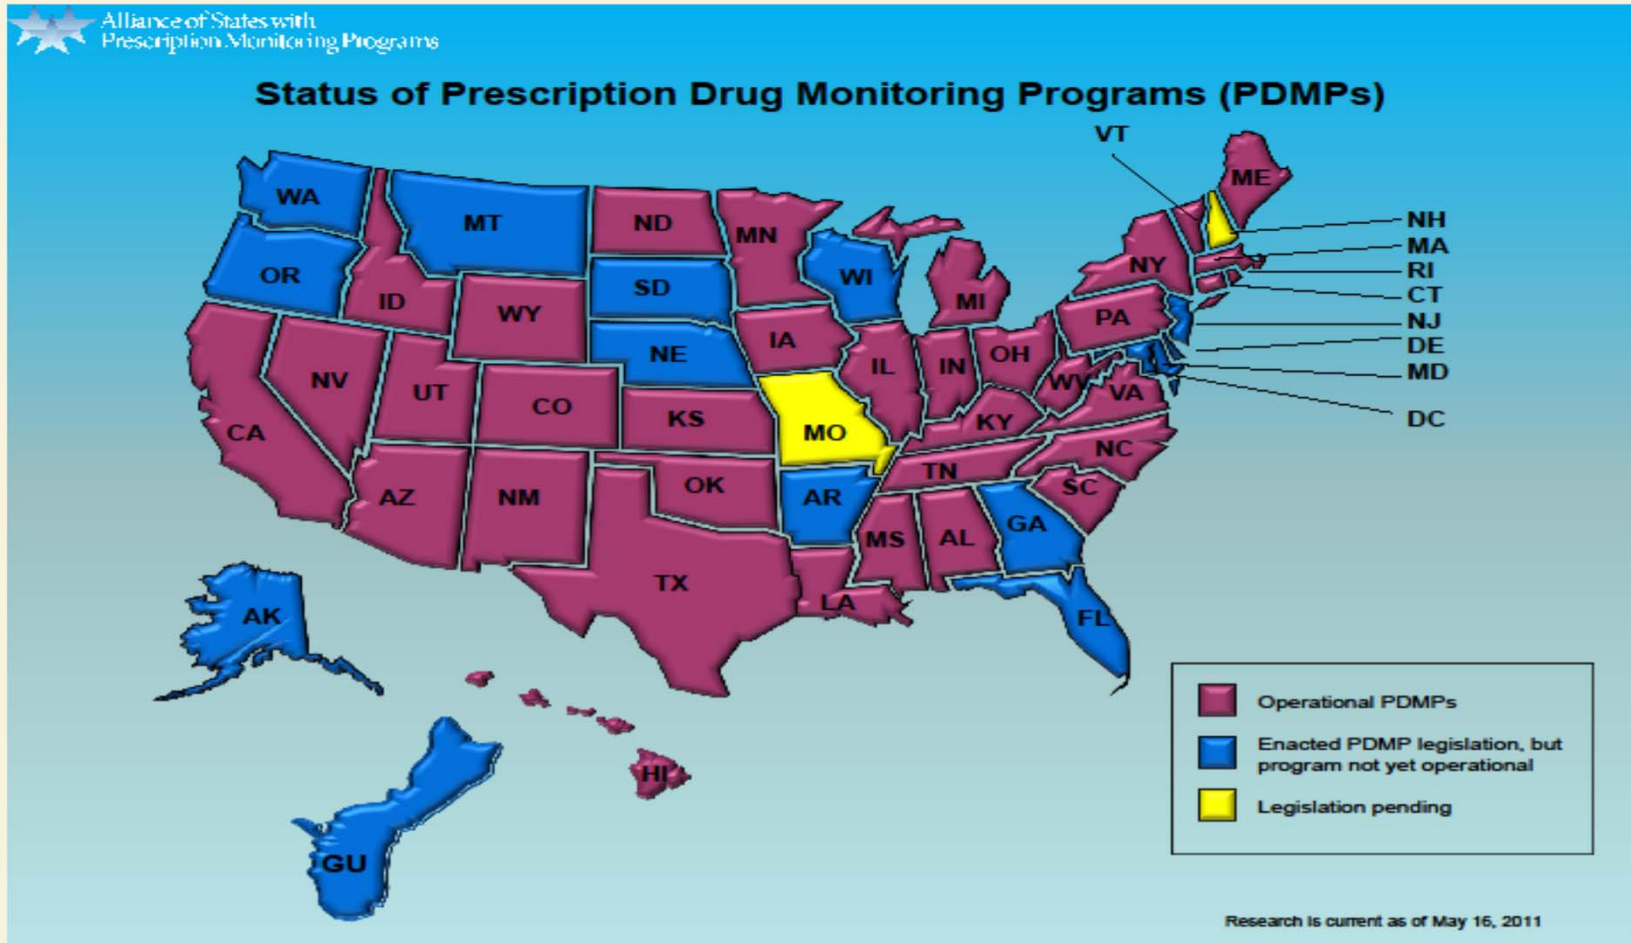 Alliance of States with
Prescription Monitoring Programs
Status of Prescription Drug Monitoring Programs (PDMPs)
VT
ME
WA
MT
ND
MN
NH
MA
OR
ID
WY
SD
WI
MI
NY
RI
CT
NJ
DE
MD
DC
NV
UT
CO
NE
IA
IL
IN
OH
PA
WV
VA
CA
KS
MO
KY
NC
AZ
NM
OK
AR
TN
SC
TX
LA
MS
AL
GA
FL
AK
HI
GU
Operational PDMPs
Enacted PDMP legislation, but
program not yet operational
Legislation pending
Research is current as of May 16, 2011